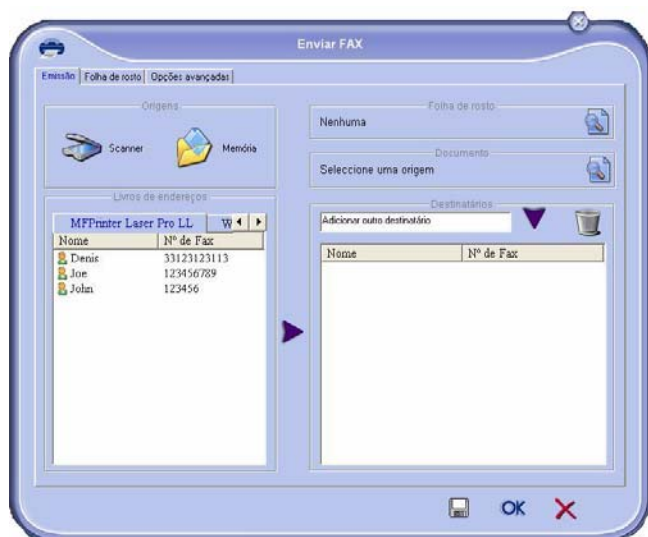 Enviar FAX
Emissão Folha de rosto Opções avançadas
Origens
Scanner Memória
Livros de endereços
MFPrinter Laser Pro LL W
Nome Nº de Fax
Denis 33123123113
Joe 123456789
John 123456
Folha de rosto
Nenhuma
Documento
Seleccione uma origem
Destinatários
Adicionar outro destinatário
Nome Nº de Fax
OK